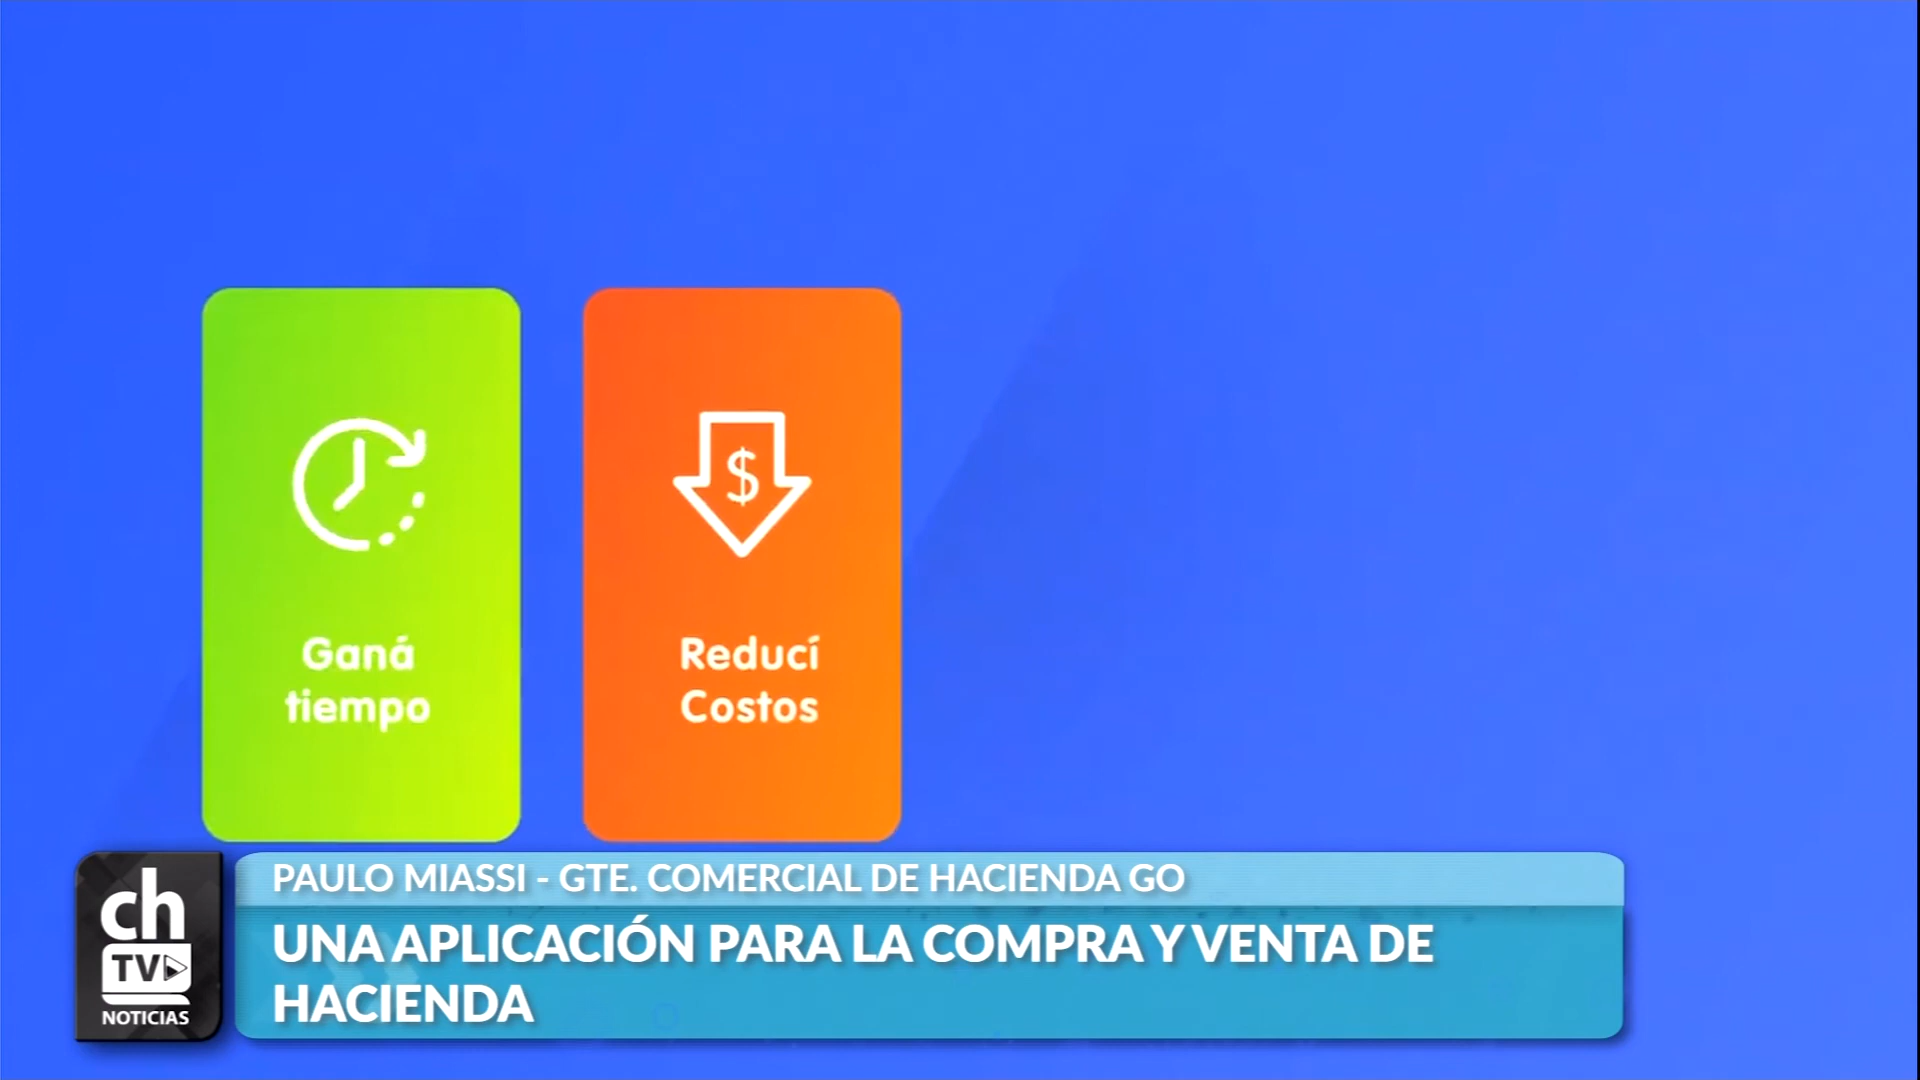 Ganá
tiempo
$
Reducí
Costos
PAULO MIASSI - GTE. COMERCIAL DE HACIENDA GO
UNA APLICACIÓN PARA LA COMPRA Y VENTA DE
HACIENDA
ch
TV
NOTICIAS